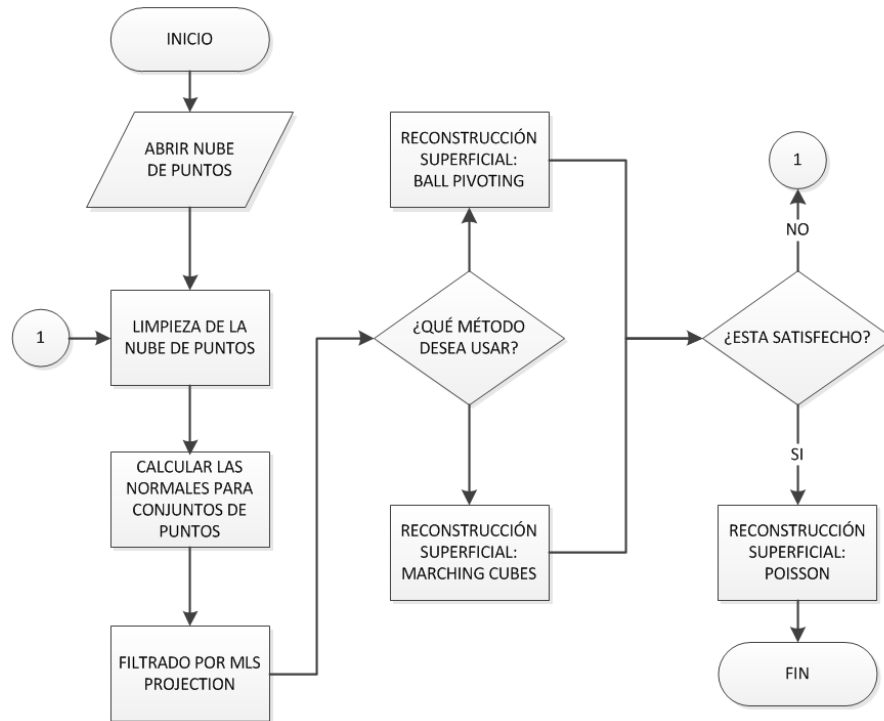 INICIO
ABRIR NUBE
DE PUNTOS
1
LIMPIEZA DE LA
NUBE DE PUNTOS
CALCULAR LAS
NORMALES PARA
CONJUNTOS DE
PUNTOS
FILTRADO POR MLS
PROJECTION
¿QUÉ MÉTODO
DESEA USAR?
RECONSTRUCCIÓN
SUPERFICIAL:
BALL PIVOTING
RECONSTRUCCIÓN
SUPERFICIAL:
MARCHING CUBES
¿ESTA SATISFECHO?
NO
1
SI
RECONSTRUCCIÓN
SUPERFICIAL:
POISSON
FIN